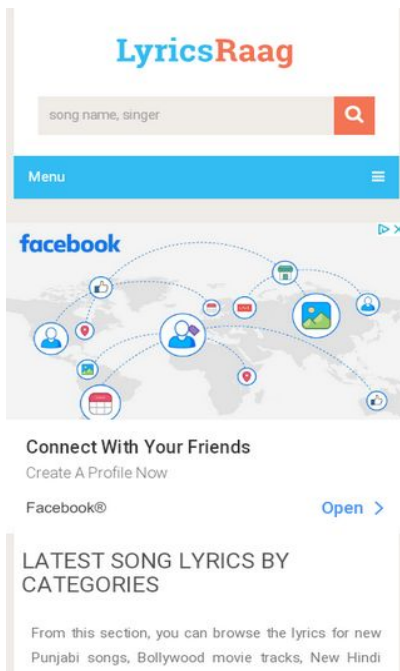 LyricsRaag
song name, singer
Menu
facebook
Connect With Your Friends
Create A Profile Now
Facebook®
Open >
LATEST SONG LYRICS BY
CATEGORIES
From this section, you can browse the lyrics for new
Punjabi songs, Bollywood movie tracks, New Hindi